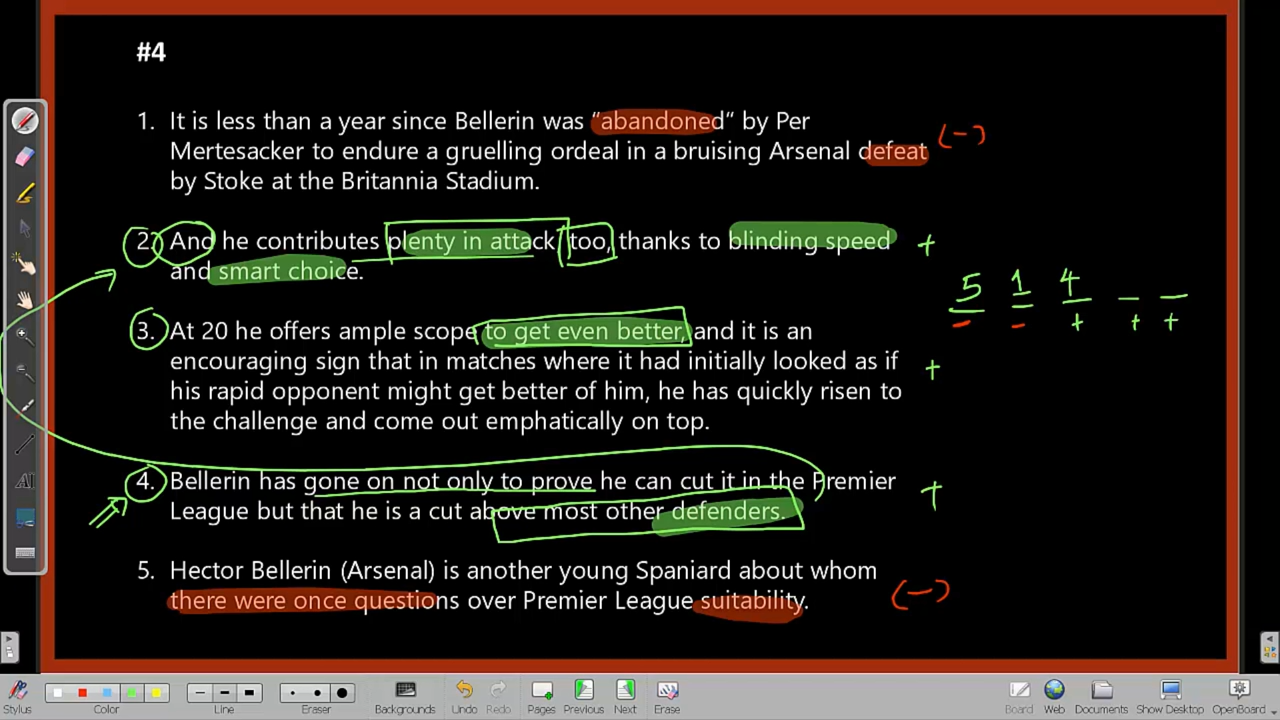 #4
1. It is less than a year since Bellerin was “abandoned“ by Per
Mertesacker to endure a gruelling ordeal in a bruising Arsenal defeat (−)
by Stoke at the Britannia Stadium.
2. And he contributes plenty in attack too, thanks to blinding speed +
and smart choice.
5 1 4 _ _
- - + + +
3. At 20 he offers ample scope to get even better, and it is an
encouraging sign that in matches where it had initially looked as if +
his rapid opponent might get better of him, he has quickly risen to
the challenge and come out emphatically on top.
4. Bellerin has gone on not only to prove he can cut it in the Premier +
League but that he is a cut above most other defenders.
5. Hector Bellerin (Arsenal) is another young Spaniard about whom
there were once questions over Premier League suitability. (−)
Stylus Color Line Eraser Backgrounds Undo Redo Pages Previous Next Erase Board Web Documents Show Desktop OpenBoard